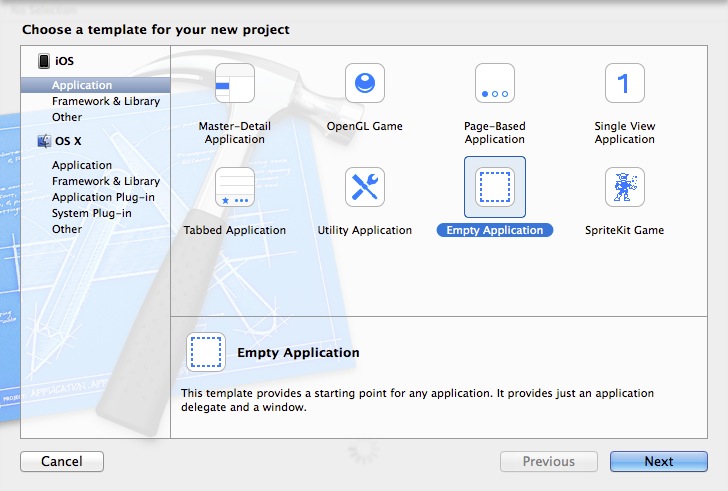 No Selection
Choose a template for your new project
iOS
Application
Framework & Library
Other
OS X
Application
Framework & Library
Application Plug-in
System Plug-in
Other
Master-Detail
Application
OpenGL Game
Page-Based
Application
1
Single View
Application
Tabbed Application
Utility Application
Empty Application
SpriteKit Game
Empty Application
This template provides a starting point for any application. It provides just an application
delegate and a window.
Cancel
Previous
Next